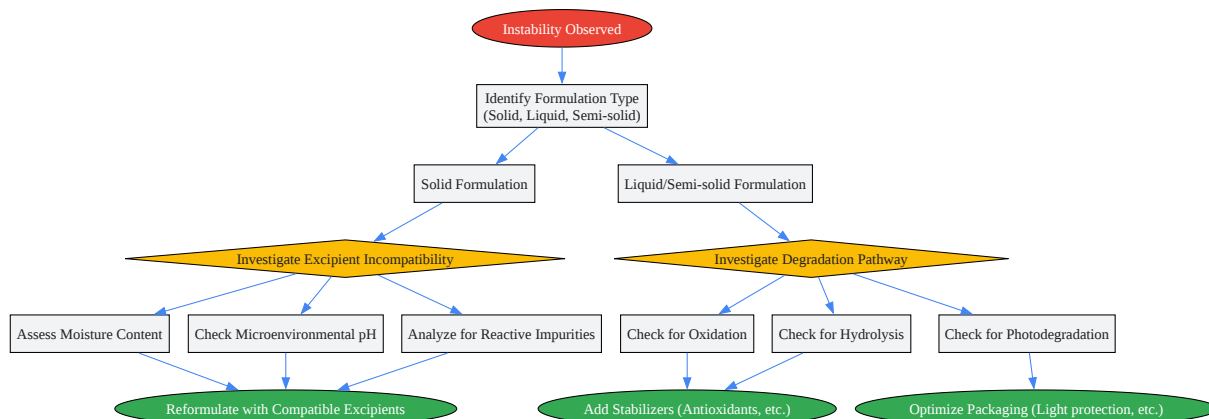 Instability Observed
Identify Formulation Type
(Solid, Liquid, Semi-solid)
Solid Formulation
Liquid/Semi-solid Formulation
Investigate Excipient Incompatibility
Investigate Degradation Pathway
Assess Moisture Content
Check Microenvironmental pH
Analyze for Reactive Impurities
Check for Oxidation
Check for Hydrolysis
Check for Photodegradation
Reformulate with Compatible Excipients
Add Stabilizers (Antioxidants, etc.)
Optimize Packaging (Light protection, etc.)